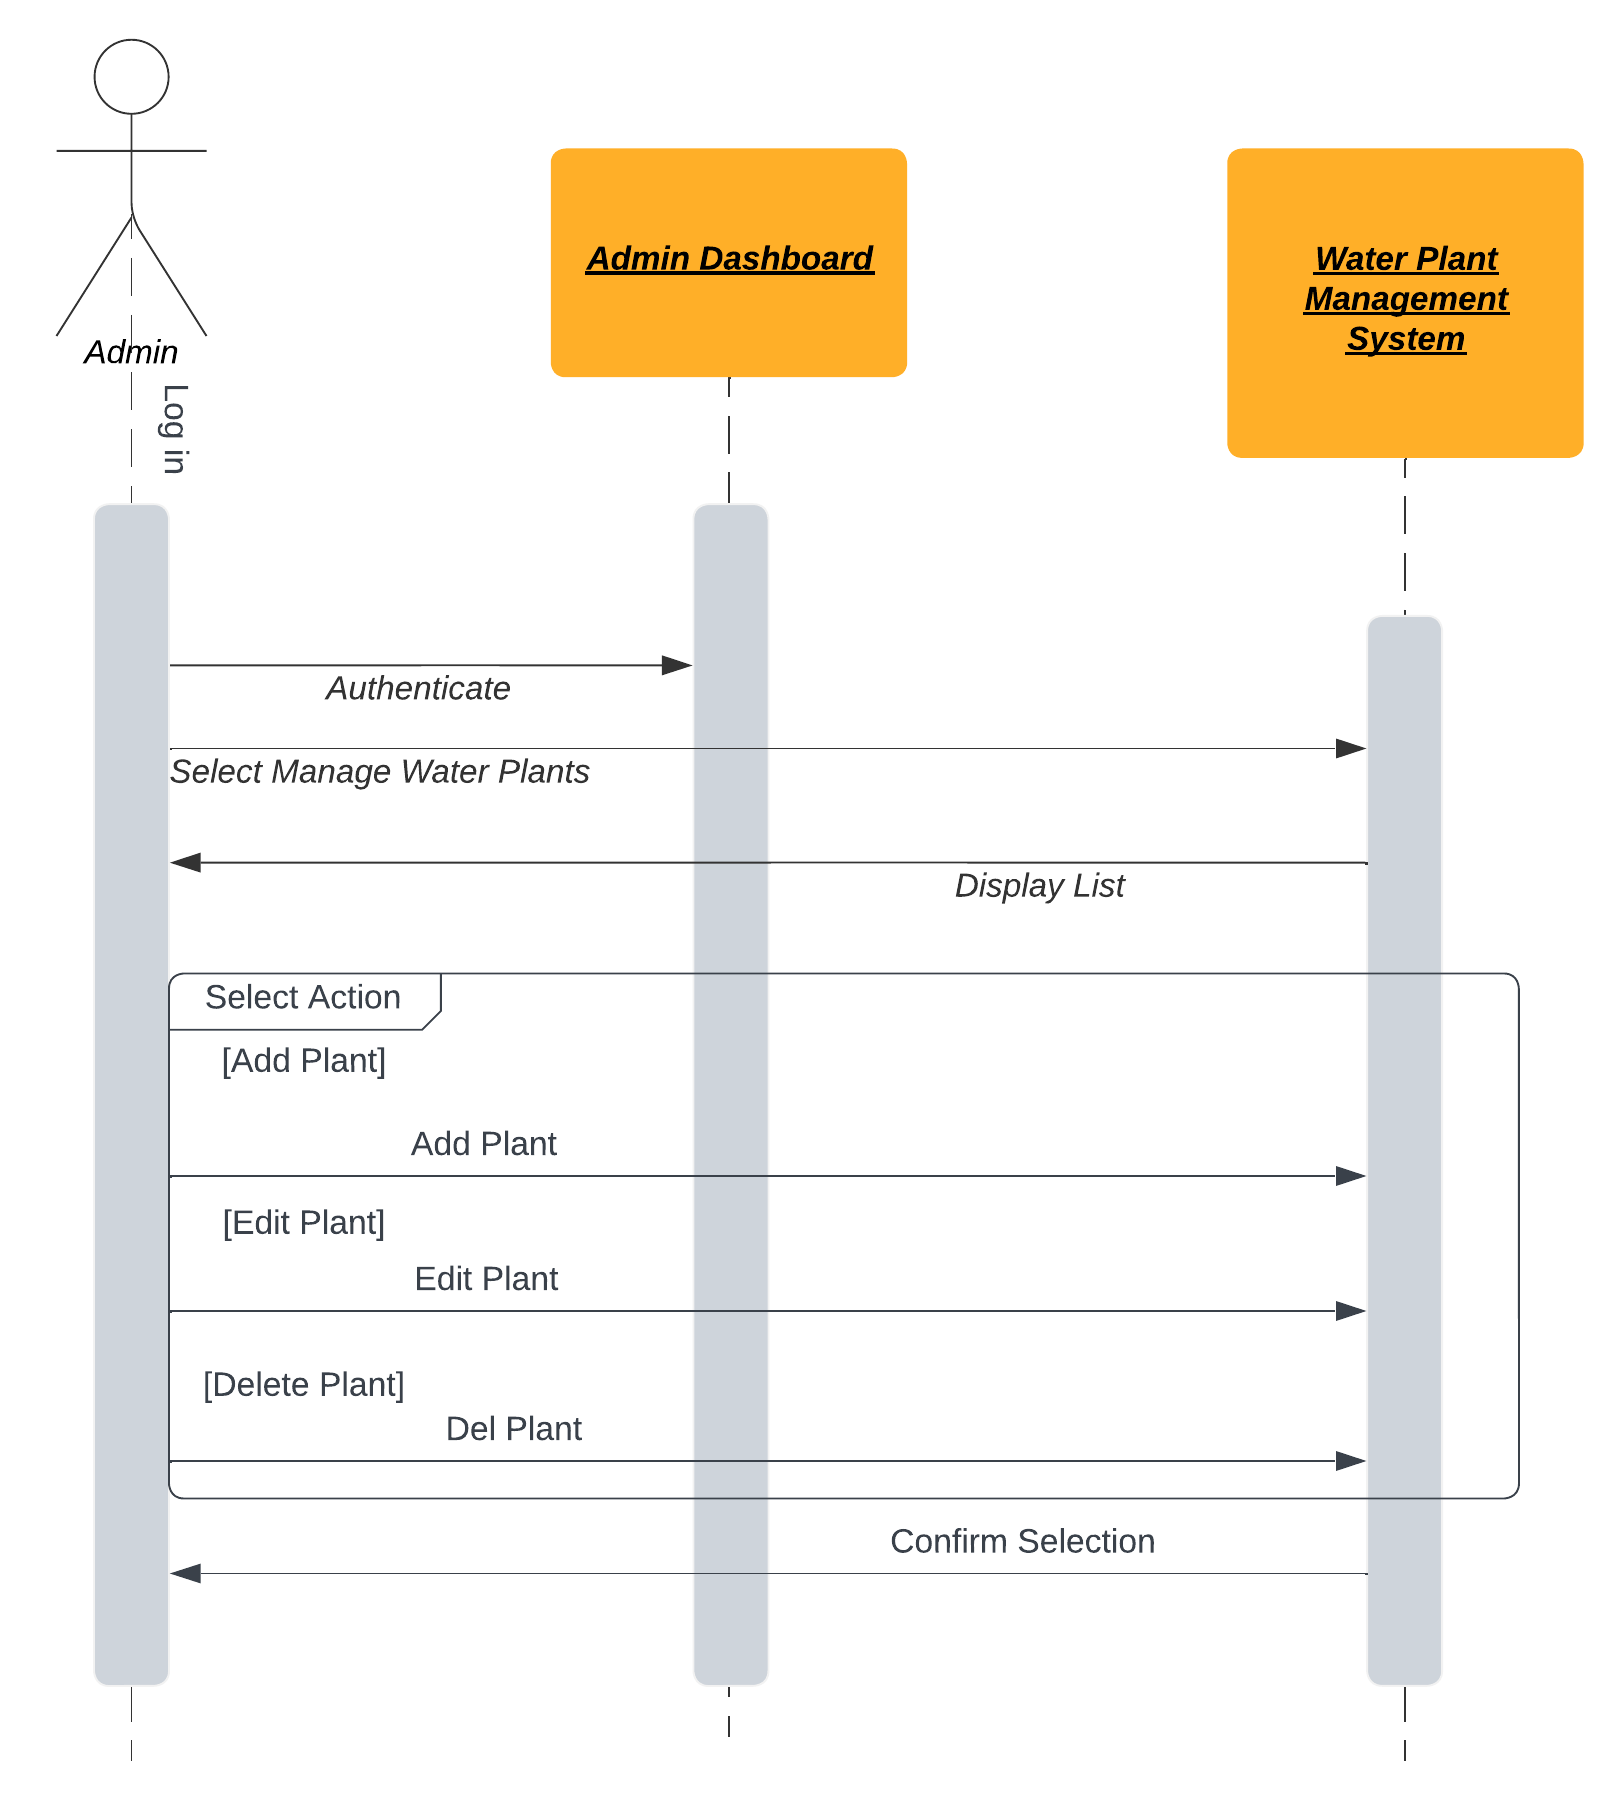 Admin
Admin Dashboard
Water Plant
Management
System
Log in
Authenticate
Select Manage Water Plants
Display List
Select Action
[Add Plant]
Add Plant
[Edit Plant]
Edit Plant
[Delete Plant]
Del Plant
Confirm Selection